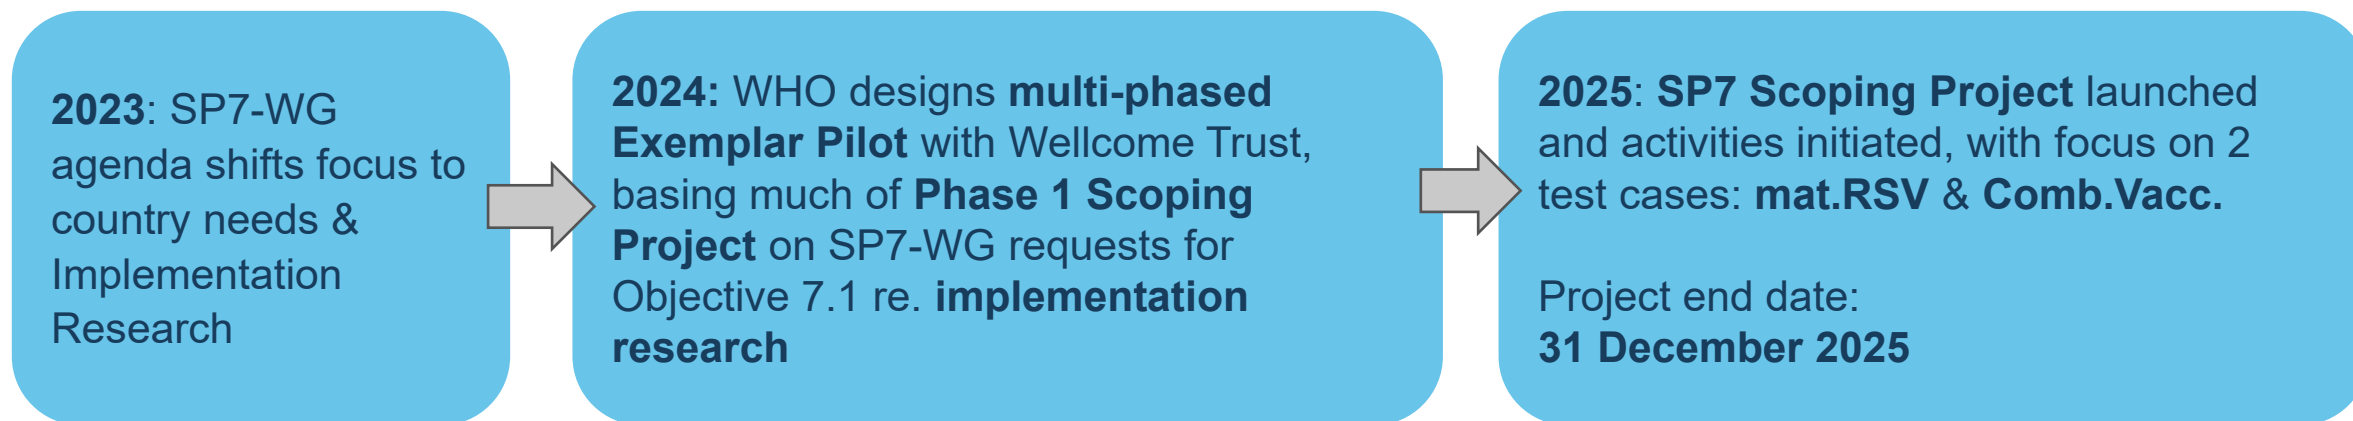 2023: SP7-WG
agenda shifts focus to
country needs &
Implementation
Research
2024: WHO designs multi-phased
Exemplar Pilot with Wellcome Trust,
basing much of Phase 1 Scoping
Project on SP7-WG requests for
Objective 7.1 re. implementation
research
2025: SP7 Scoping Project launched
and activities initiated, with focus on 2
test cases: mat.RSV & Comb.Vacc.
Project end date:
31 December 2025